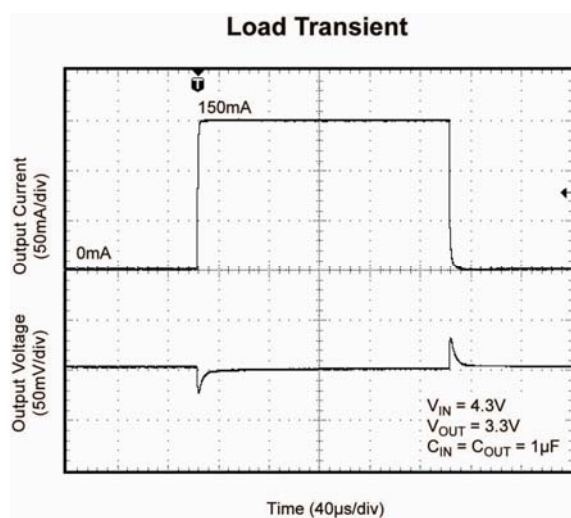 Load Transient
T
150mA
Output Current
(50mA/div)
0mA
Output Voltage
(50mV/div)
VIN = 4.3V
VOUT = 3.3V
CIN = COUT = 1µF
Time (40µs/div)